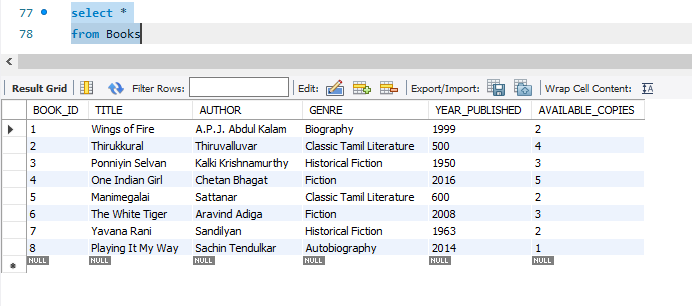 77 select *
78 from Books
Result Grid Filter Rows: Edit: Export/Import: Wrap Cell Content: IA
BOOK_ID TITLE AUTHOR GENRE YEAR_PUBLISHED AVAILABLE_COPIES
1 Wings of Fire A.P.J. Abdul Kalam Biography 1999 2
2 Thirukkural Thiruvalluvar Classic Tamil Literature 500 4
3 Ponniyin Selvan Kalki Krishnamurthy Historical Fiction 1950 3
4 One Indian Girl Chetan Bhagat Fiction 2016 5
5 Manimegalai Sattanar Classic Tamil Literature 600 2
6 The White Tiger Aravind Adiga Fiction 2008 3
7 Yavana Rani Sandilyan Historical Fiction 1963 2
8 Playing It My Way Sachin Tendulkar Autobiography 2014 1
NULL NULL NULL NULL NULL NULL